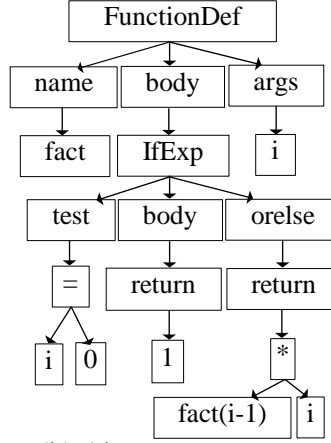 FunctionDef
name body args
fact IfExp i
test body orelse
= return return
i 0 1 *
fact(i-1) i